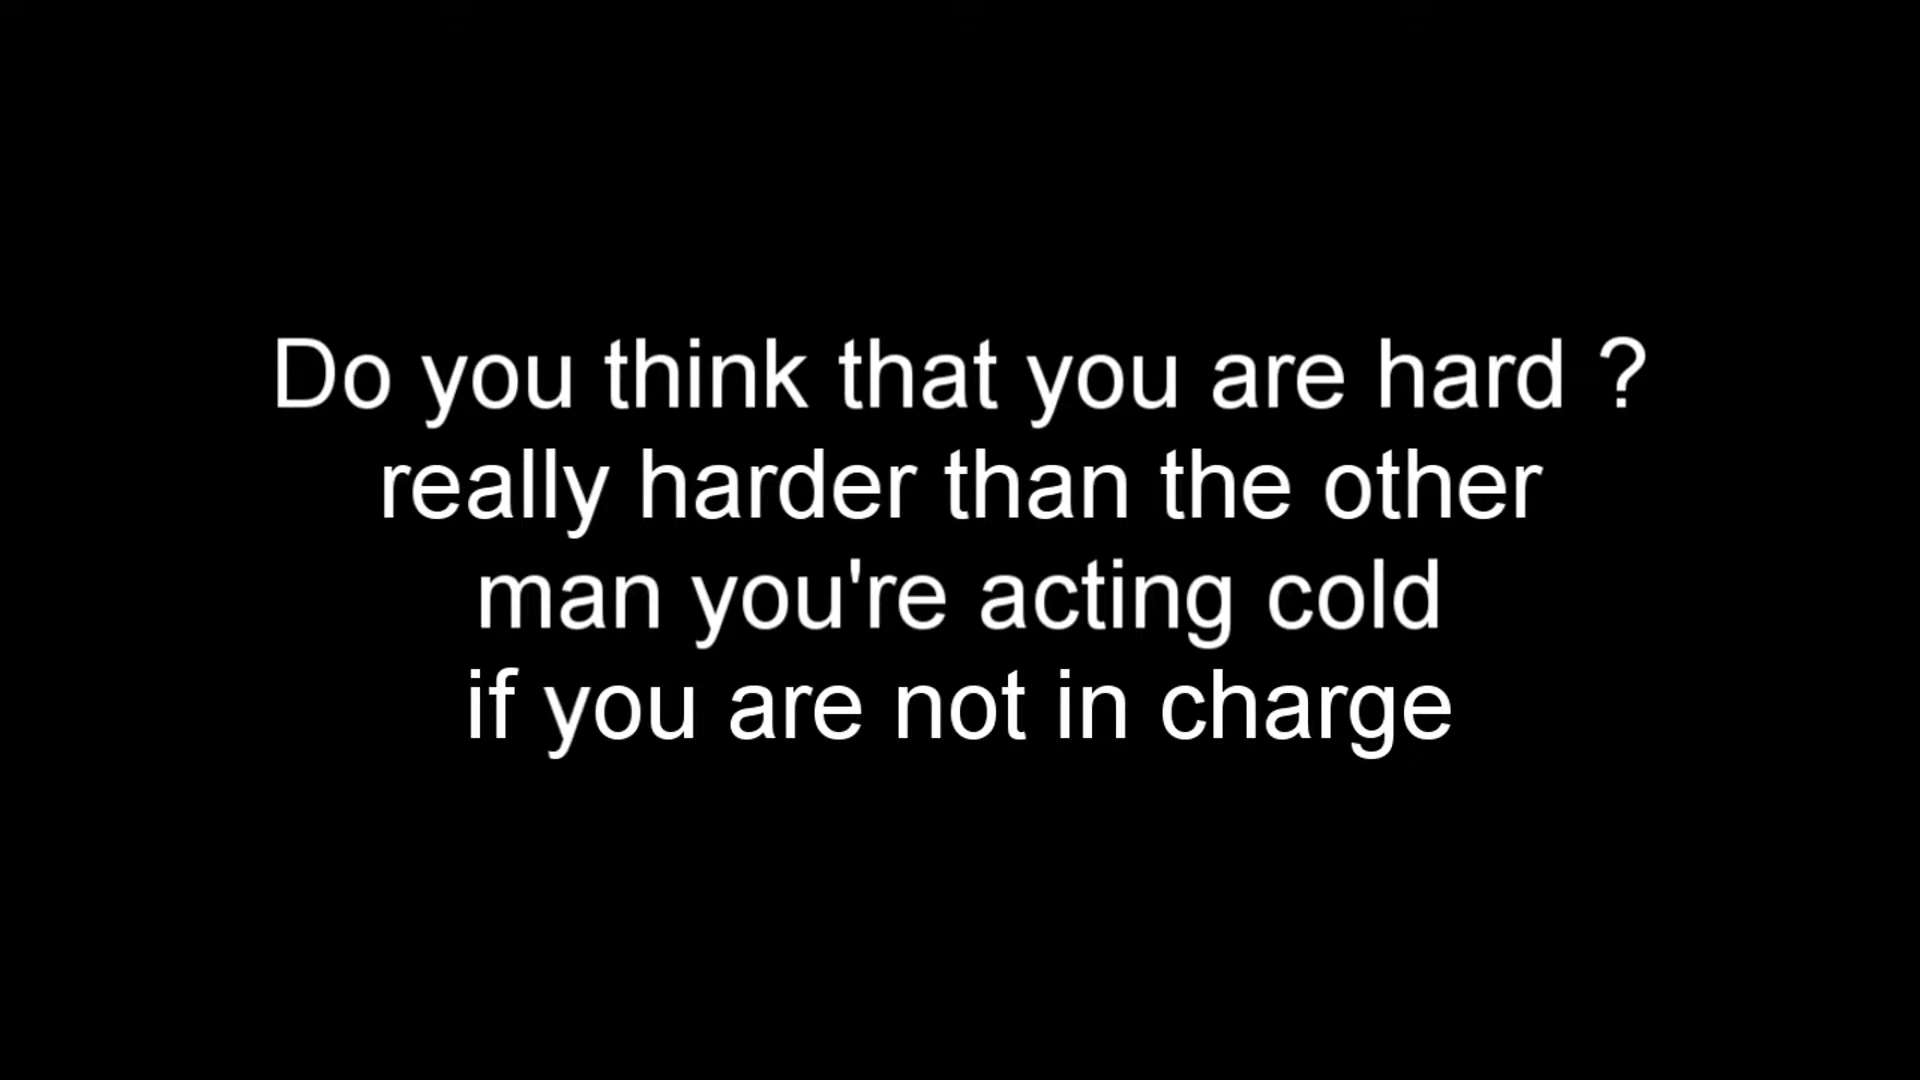 Do you think that you are hard ?
really harder than the other
man you're acting cold
if you are not in charge